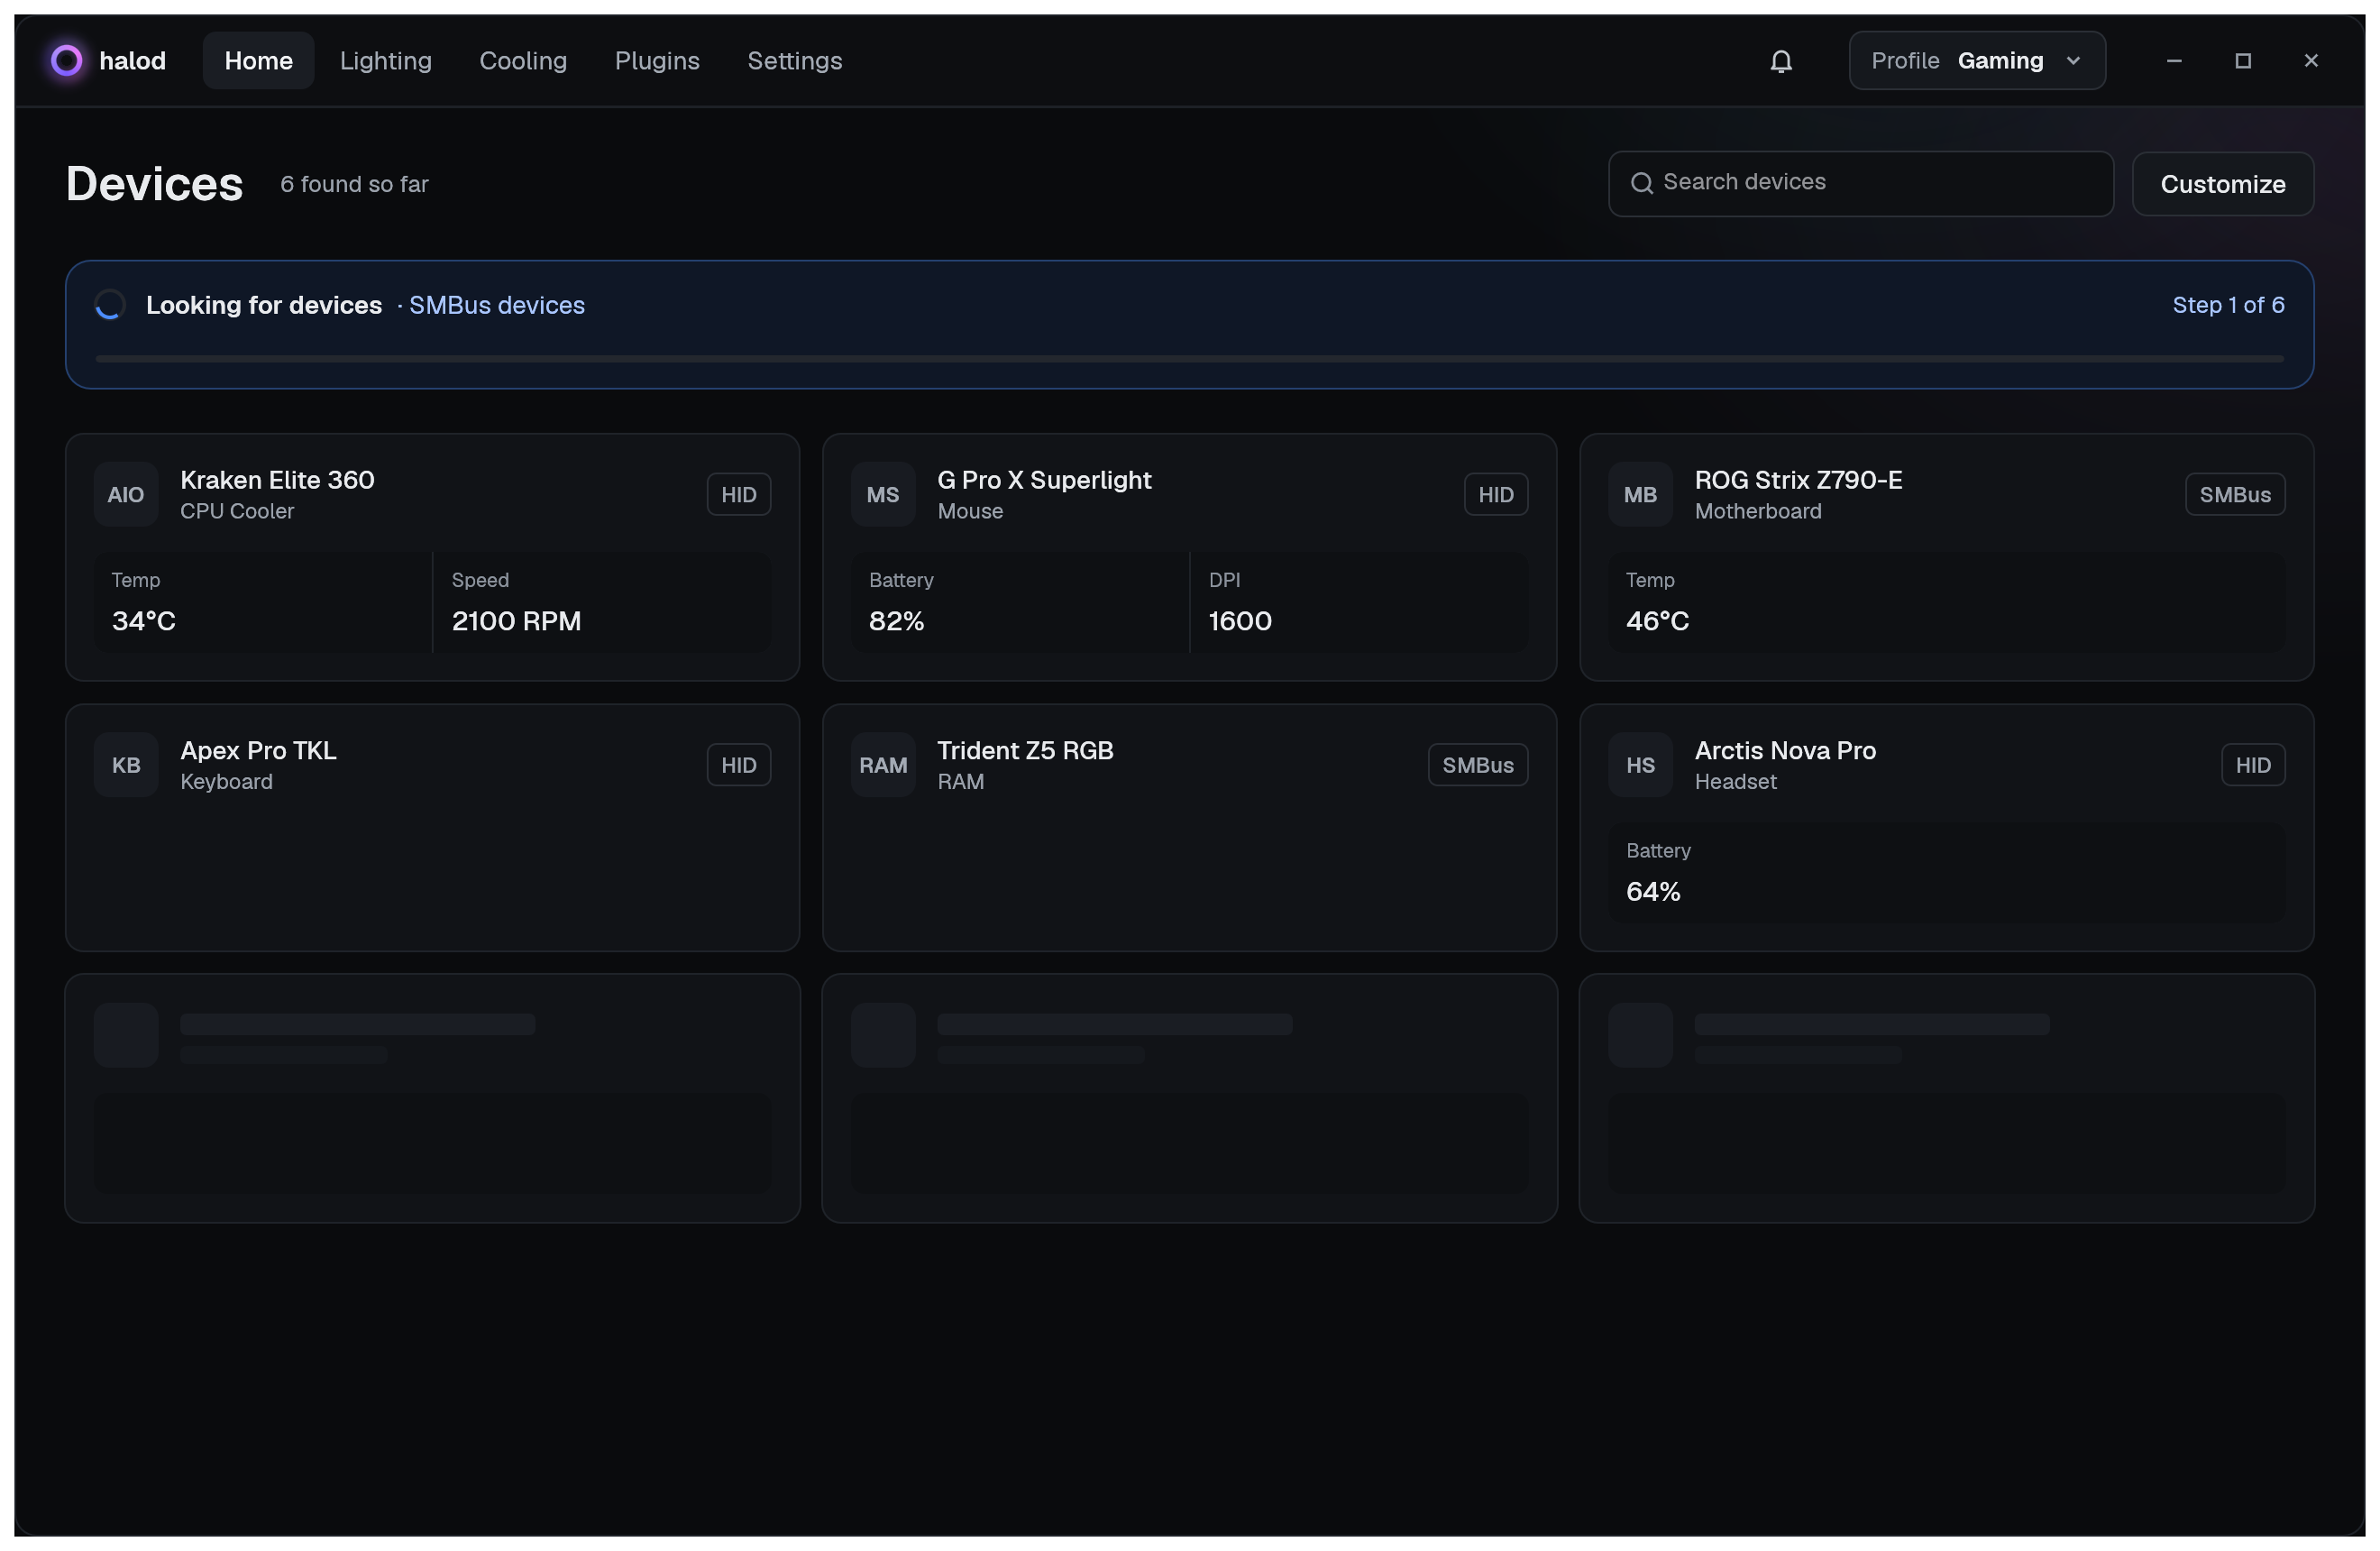 halod Home Lighting Cooling Plugins Settings Profile Gaming
Devices 6 found so far Search devices Customize
Looking for devices · SMBus devices Step 1 of 6
AIO Kraken Elite 360 HID
CPU Cooler
Temp Speed
34°C 2100 RPM
MS G Pro X Superlight HID
Mouse
Battery DPI
82% 1600
MB ROG Strix Z790-E SMBus
Motherboard
Temp
46°C
KB Apex Pro TKL HID
Keyboard
RAM Trident Z5 RGB SMBus
RAM
HS Arctis Nova Pro HID
Headset
Battery
64%